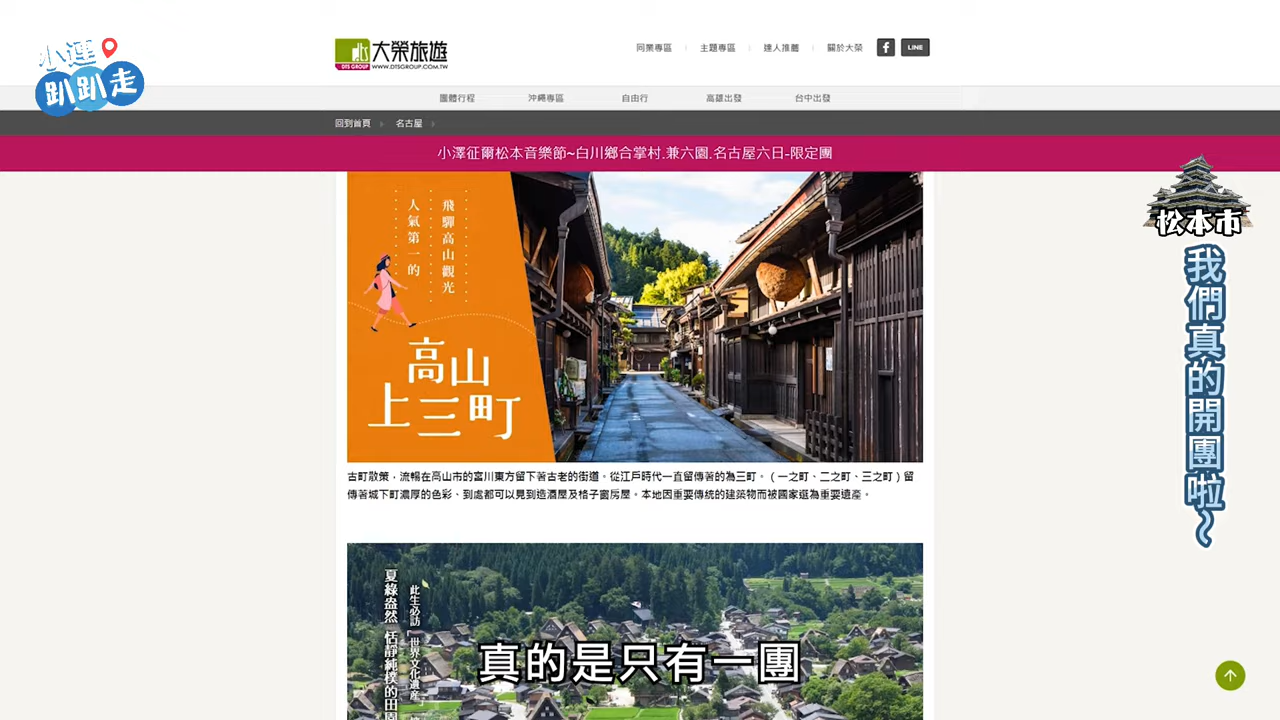 小運
趴趴走
dts
DTS GROUP
大榮旅遊
WWW.DTSGROUP.COM.TW
同業專區
主題專區
達人推薦
關於大榮
f
LINE
團體行程
沖繩專區
自由行
高雄出發
台中出發
回到首頁
名古屋
小澤征爾松本音樂節~白川鄉合掌村.兼六園.名古屋六日-限定團
飛驒高山觀光
人氣第一的
高山
上三町
古町散策，流暢在高山市的宮川東方留下著古老的街道。從江戶時代一直留傳著的為三町。（一之町、二之町、三之町）留
傳著城下町濃厚的色彩、到處都可以見到造酒屋及格子窗房屋。本地因重要傳統的建築物而被國家選為重要遺產。
此生必訪「世界文化遺產」
夏綠盎然 恬靜純樸的田園
真的是只有一團
松本市
我們真的開團啦~